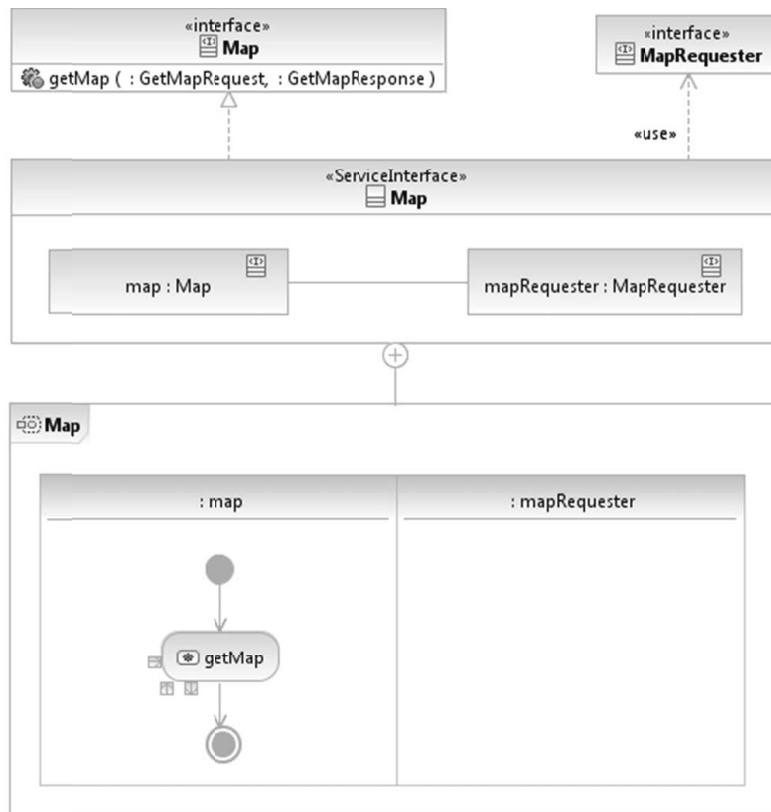 «interface»
Map
getMap ( : GetMapRequest, : GetMapResponse )
«interface»
MapRequester
«use»
«ServiceInterface»
Map
map : Map
mapRequester : MapRequester
Map
: map
: mapRequester
getMap